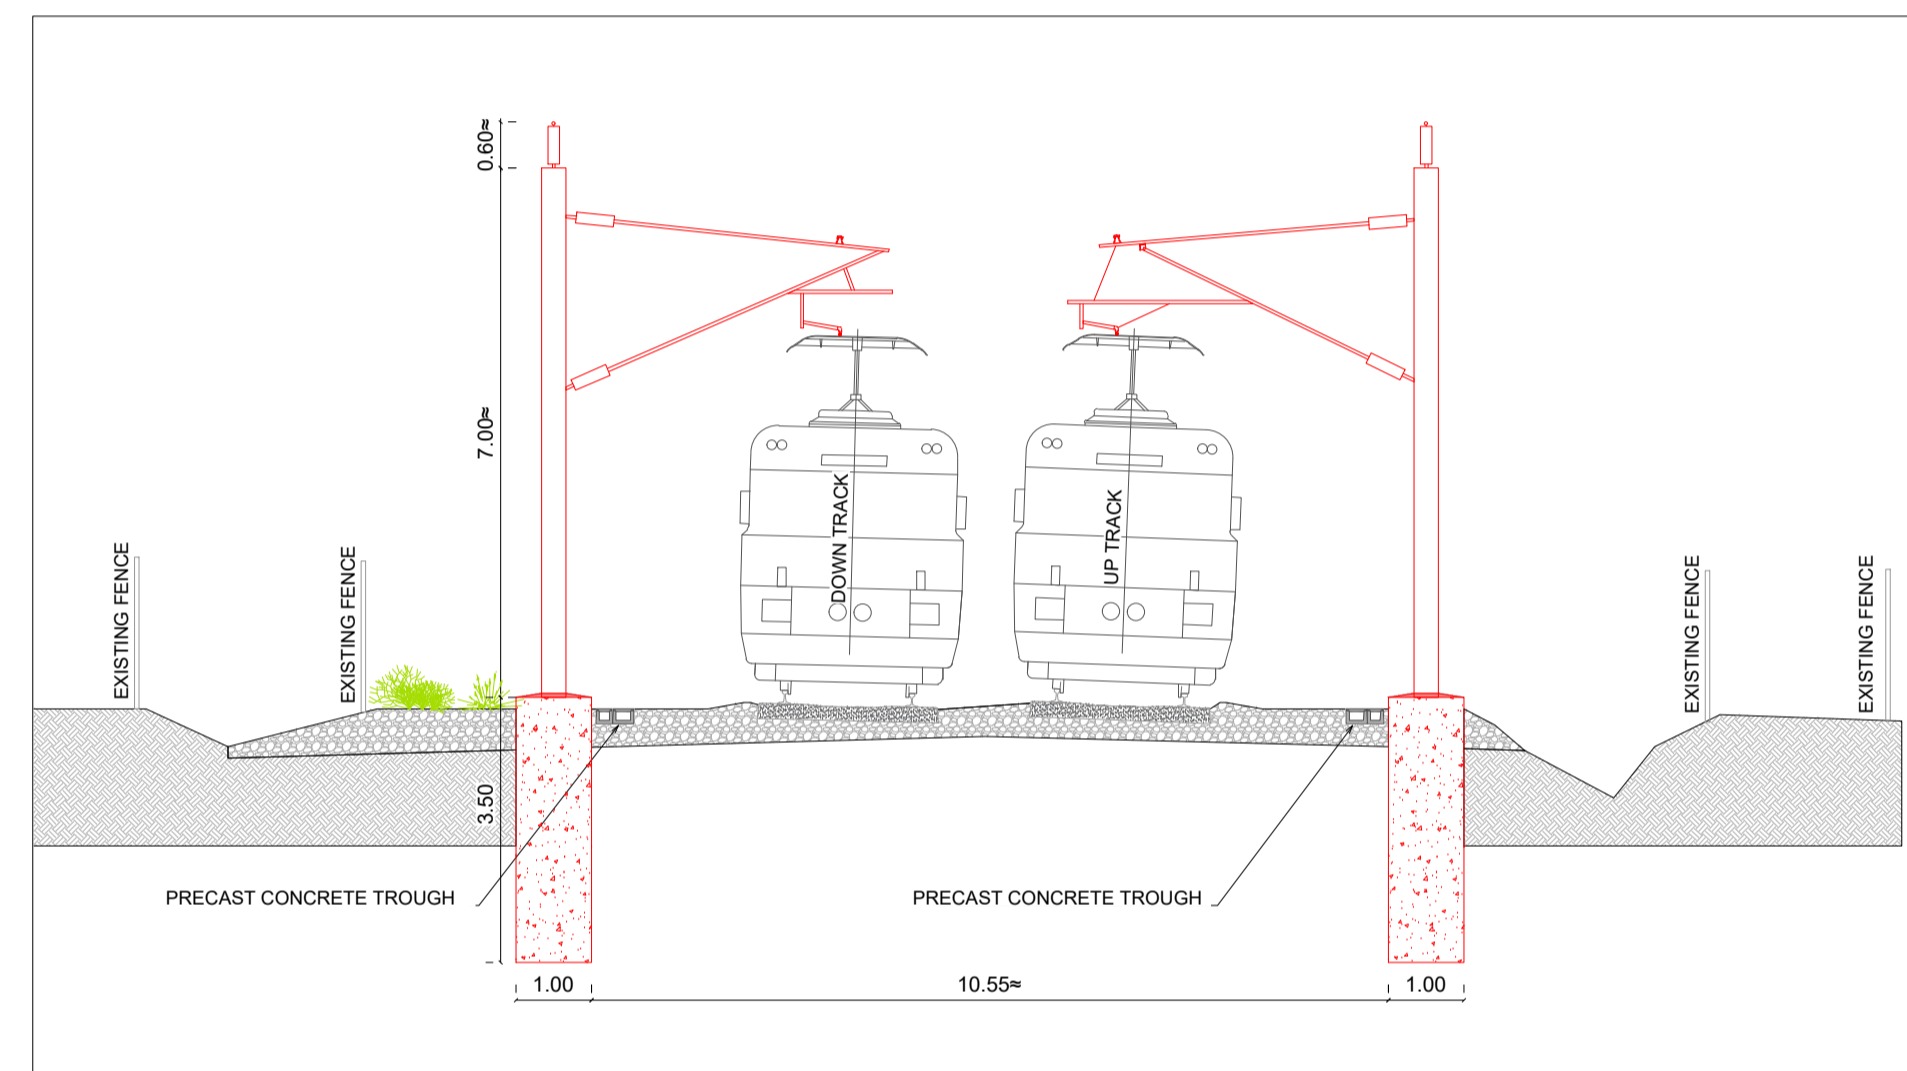 0.60≈
7.00≈
3.50
EXISTING FENCE
EXISTING FENCE
DOWN TRACK
UP TRACK
EXISTING FENCE
EXISTING FENCE
PRECAST CONCRETE TROUGH
PRECAST CONCRETE TROUGH
1.00
10.55≈
1.00